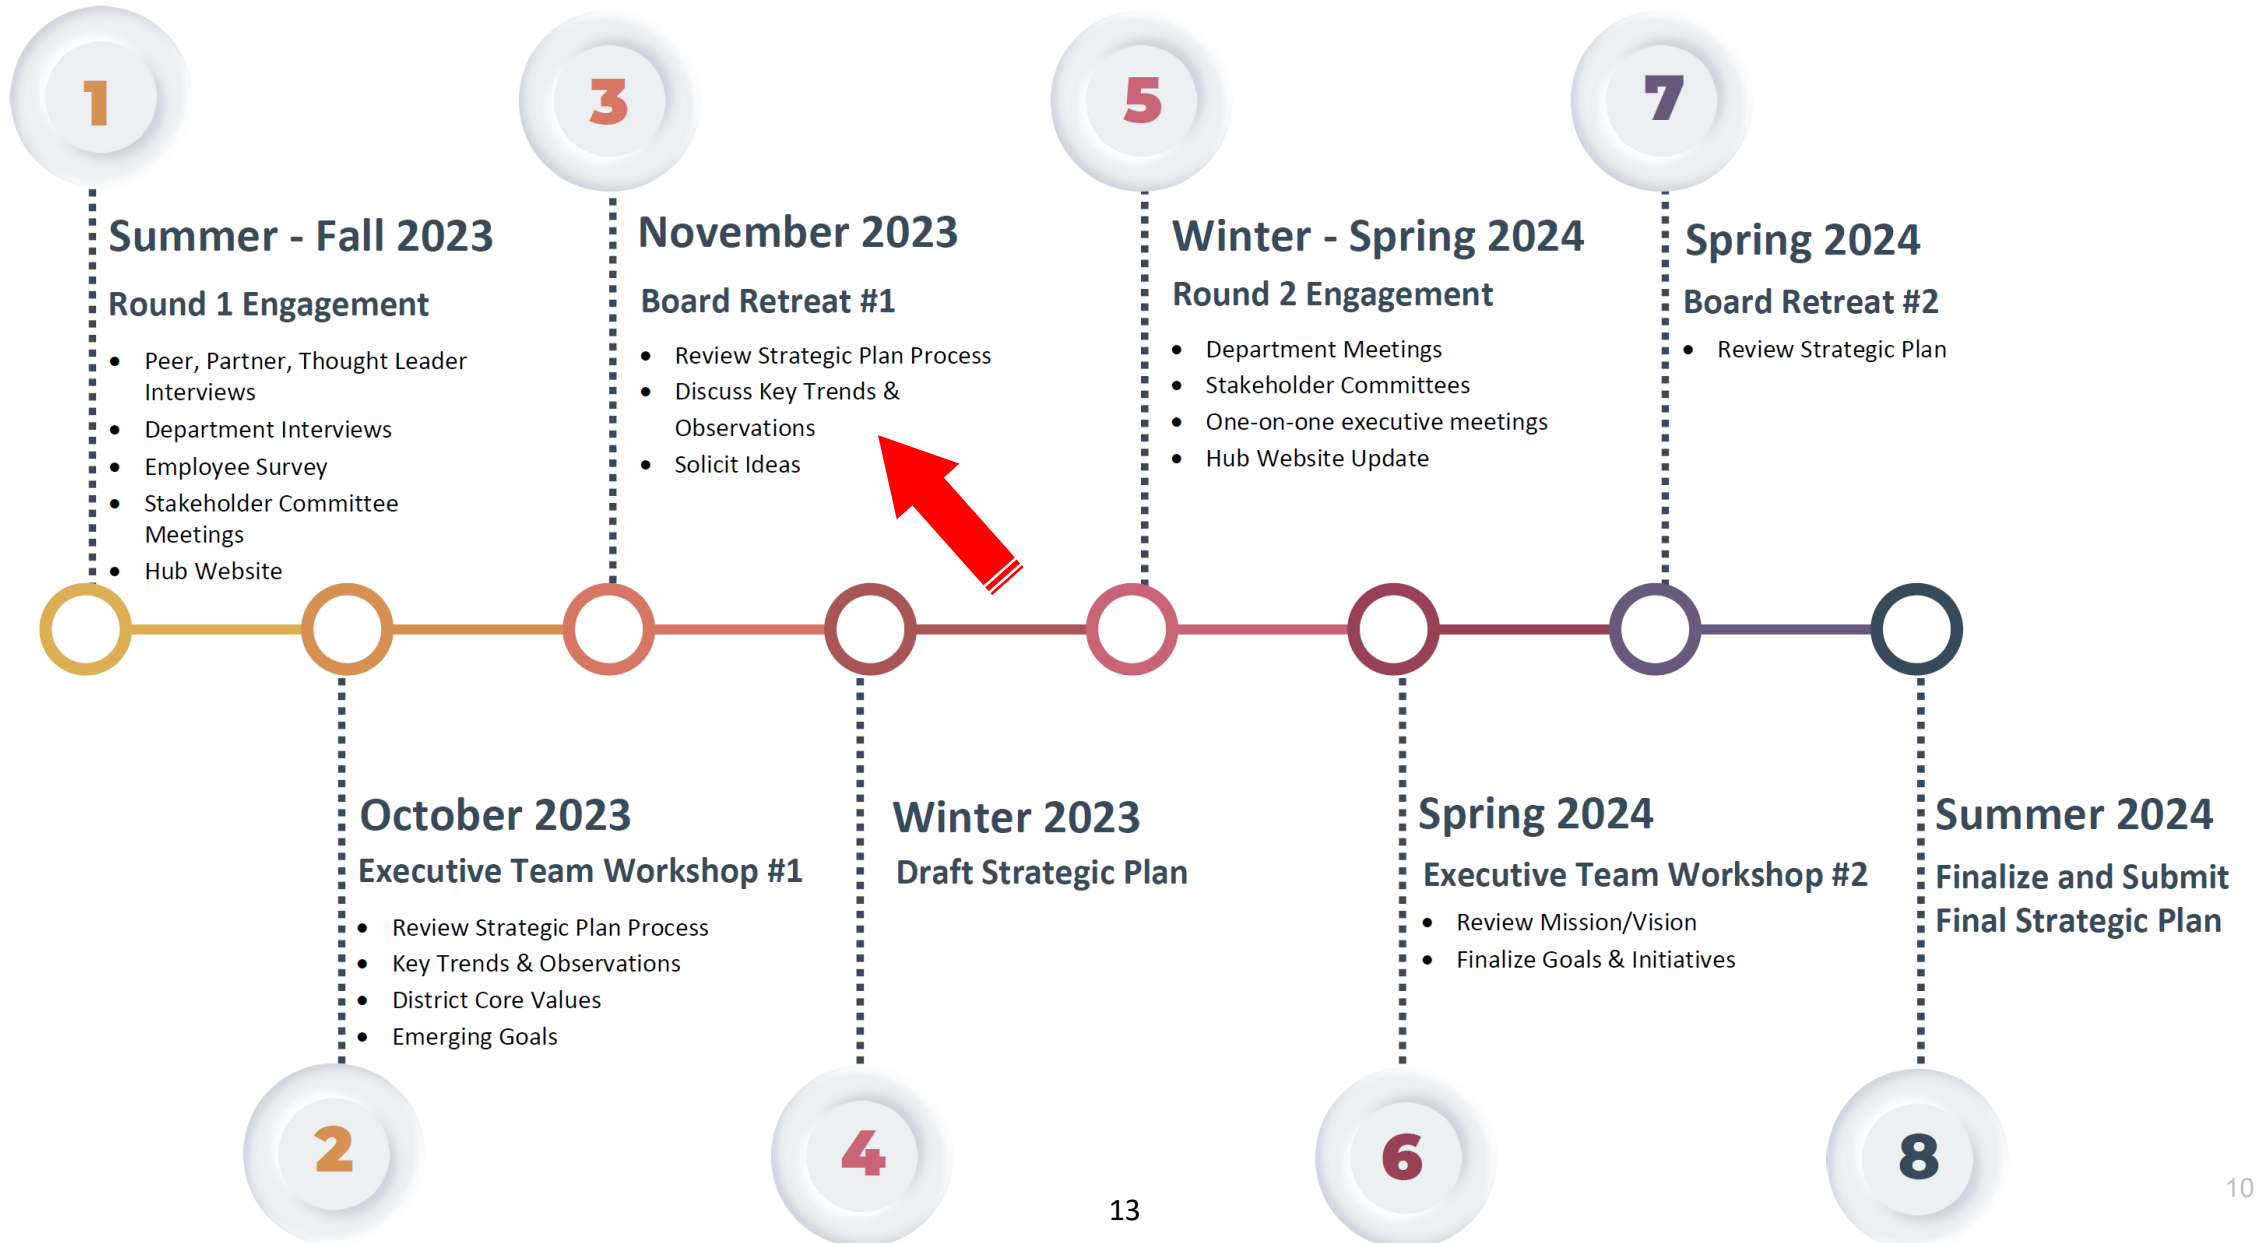 1
Summer - Fall 2023
Round 1 Engagement
• Peer, Partner, Thought Leader
Interviews
• Department Interviews
• Employee Survey
• Stakeholder Committee
Meetings
• Hub Website
October 2023
Executive Team Workshop #1
• Review Strategic Plan Process
• Key Trends & Observations
• District Core Values
• Emerging Goals
2
3
November 2023
Board Retreat #1
• Review Strategic Plan Process
• Discuss Key Trends &
Observations
• Solicit Ideas
Winter 2023
Draft Strategic Plan
4
5
Winter - Spring 2024
Round 2 Engagement
• Department Meetings
• Stakeholder Committees
• One-on-one executive meetings
• Hub Website Update
Spring 2024
Executive Team Workshop #2
• Review Mission/Vision
• Finalize Goals & Initiatives
6
7
Spring 2024
Board Retreat #2
• Review Strategic Plan
Summer 2024
Finalize and Submit
Final Strategic Plan
8
13
10